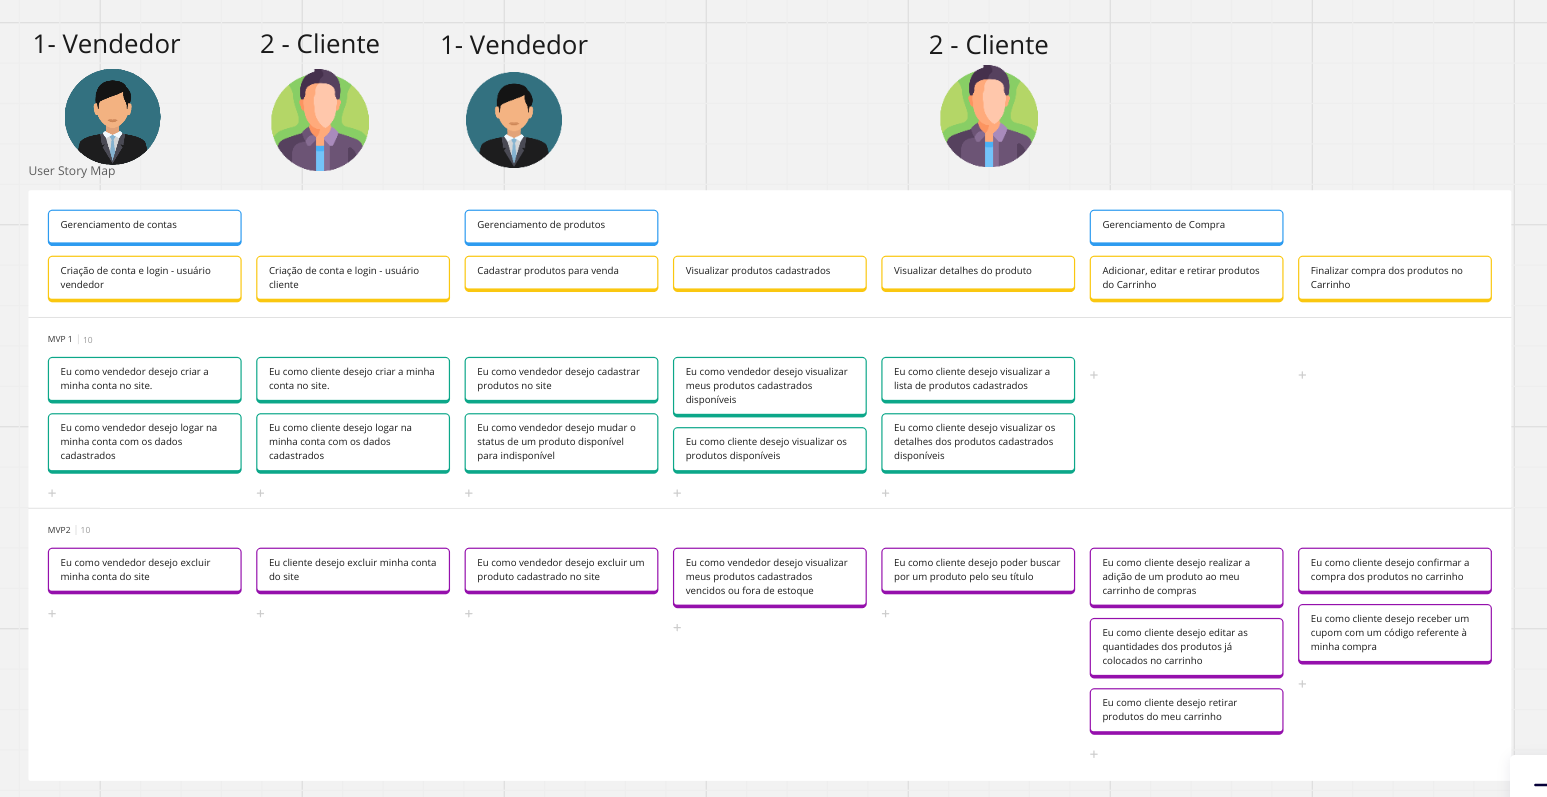 1- Vendedor
2 - Cliente
1- Vendedor
2 - Cliente
User Story Map
Gerenciamento de contas
Gerenciamento de produtos
Gerenciamento de Compra
Criação de conta e login - usuário
vendedor
Criação de conta e login - usuário
cliente
Cadastrar produtos para venda
Visualizar produtos cadastrados
Visualizar detalhes do produto
Adicionar, editar e retirar produtos
do Carrinho
Finalizar compra dos produtos no
Carrinho
MVP 1 | 10
Eu como vendedor desejo criar a
minha conta no site.
Eu como cliente desejo criar a minha
conta no site.
Eu como vendedor desejo cadastrar
produtos no site
Eu como vendedor desejo visualizar
meus produtos cadastrados
disponíveis
Eu como cliente desejo visualizar a
lista de produtos cadastrados
Eu como vendedor desejo logar na
minha conta com os dados
cadastrados
Eu como cliente desejo logar na
minha conta com os dados
cadastrados
Eu como vendedor desejo mudar o
status de um produto disponível
para indisponível
Eu como cliente desejo visualizar os
produtos disponíveis
Eu como cliente desejo visualizar os
detalhes dos produtos cadastrados
disponíveis
MVP2 | 10
Eu como vendedor desejo excluir
minha conta do site
Eu cliente desejo excluir minha conta
do site
Eu como vendedor desejo excluir um
produto cadastrado no site
Eu como vendedor desejo visualizar
meus produtos cadastrados
vencidos ou fora de estoque
Eu como cliente desejo poder buscar
por um produto pelo seu título
Eu como cliente desejo realizar a
adição de um produto ao meu
carrinho de compras
Eu como cliente desejo confirmar a
compra dos produtos no carrinho
Eu como cliente desejo editar as
quantidades dos produtos já
colocados no carrinho
Eu como cliente desejo receber um
cupom com um código referente à
minha compra
Eu como cliente desejo retirar
produtos do meu carrinho